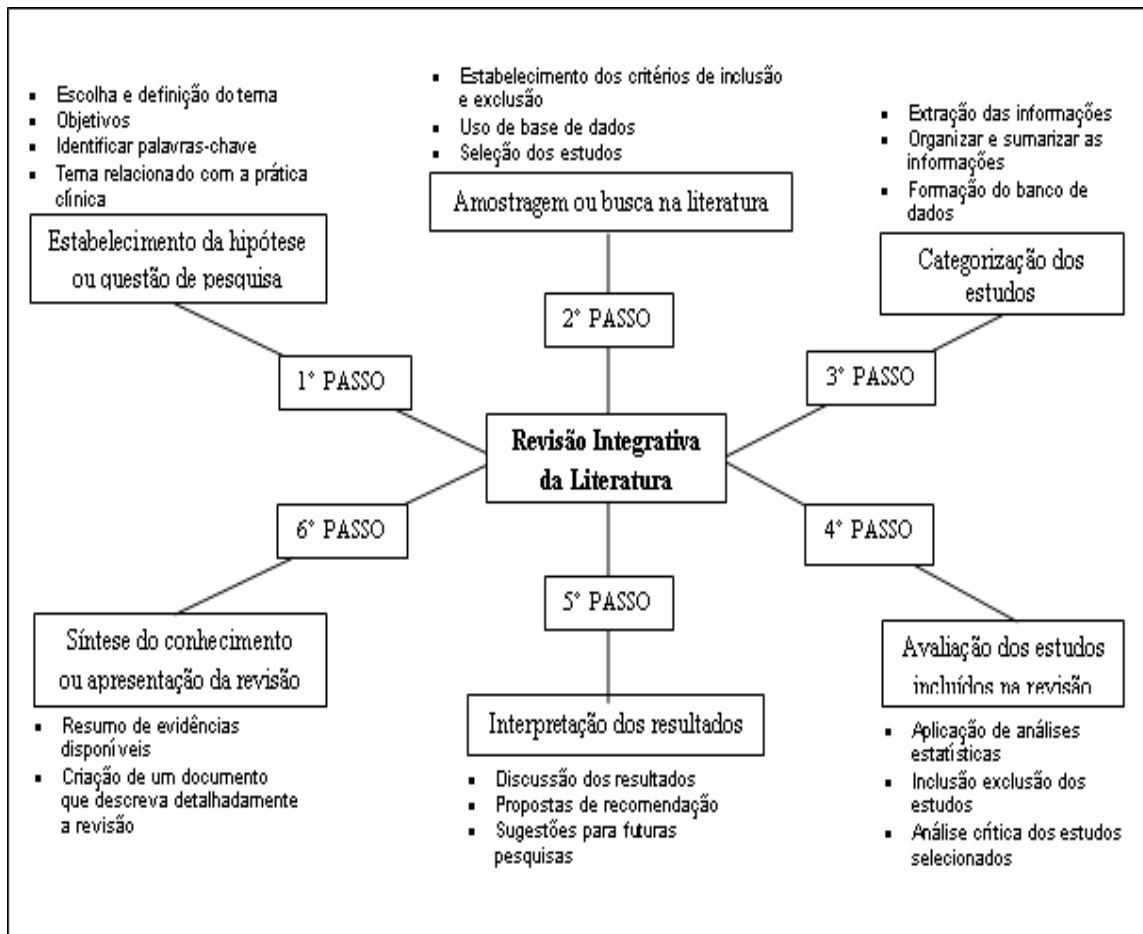 ▪ Escolha e definição do tema
▪ Objetivos
▪ Identificar palavras-chave
▪ Tema relacionado com a prática
clínica
Estabelecimento da hipótese
ou questão de pesquisa
1° PASSO
▪ Estabelecimento dos critérios de inclusão
e exclusão
▪ Uso de base de dados
▪ Seleção dos estudos
Amostragem ou busca na literatura
2° PASSO
▪ Extração das informações
▪ Organizar e sumarizar as
informações
▪ Formação do banco de
dados
Categorização dos
estudos
3° PASSO
Revisão Integrativa
da Literatura
4° PASSO
Avaliação dos estudos
incluídos na revisão
▪ Aplicação de análises
estatísticas
▪ Inclusão exclusão dos
estudos
▪ Análise crítica dos estudos
selecionados
5° PASSO
Interpretação dos resultados
▪ Discussão dos resultados
▪ Propostas de recomendação
▪ Sugestões para futuras
pesquisas
6° PASSO
Síntese do conhecimento
ou apresentação da revisão
▪ Resumo de evidências
disponíveis
▪ Criação de um documento
que descreva detalhadamente
a revisão